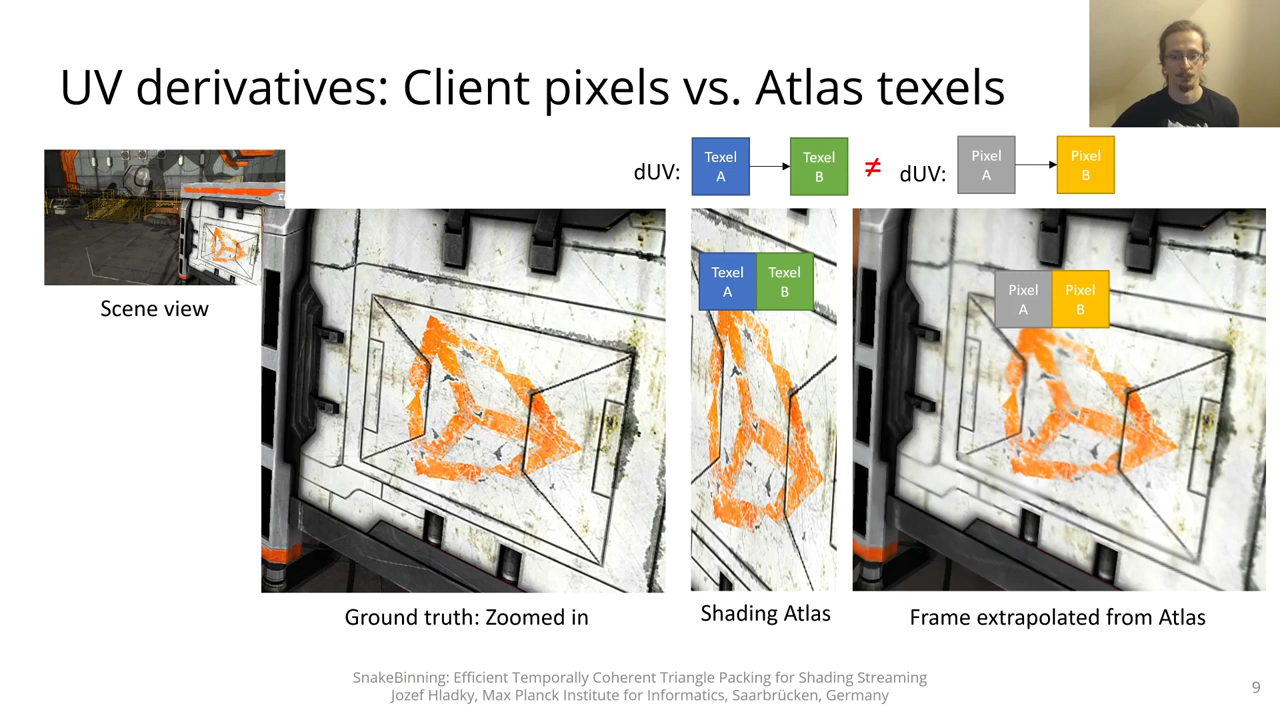 UV derivatives: Client pixels vs. Atlas texels
dUV:
Texel
A
Texel
B
≠
dUV:
Pixel
A
Pixel
B
Texel
A
Texel
B
Pixel
A
Pixel
B
Scene view
Ground truth: Zoomed in
Shading Atlas
Frame extrapolated from Atlas
SnakeBinning: Efficient Temporally Coherent Triangle Packing for Shading Streaming
Jozef Hladky, Max Planck Institute for Informatics, Saarbrücken, Germany
9